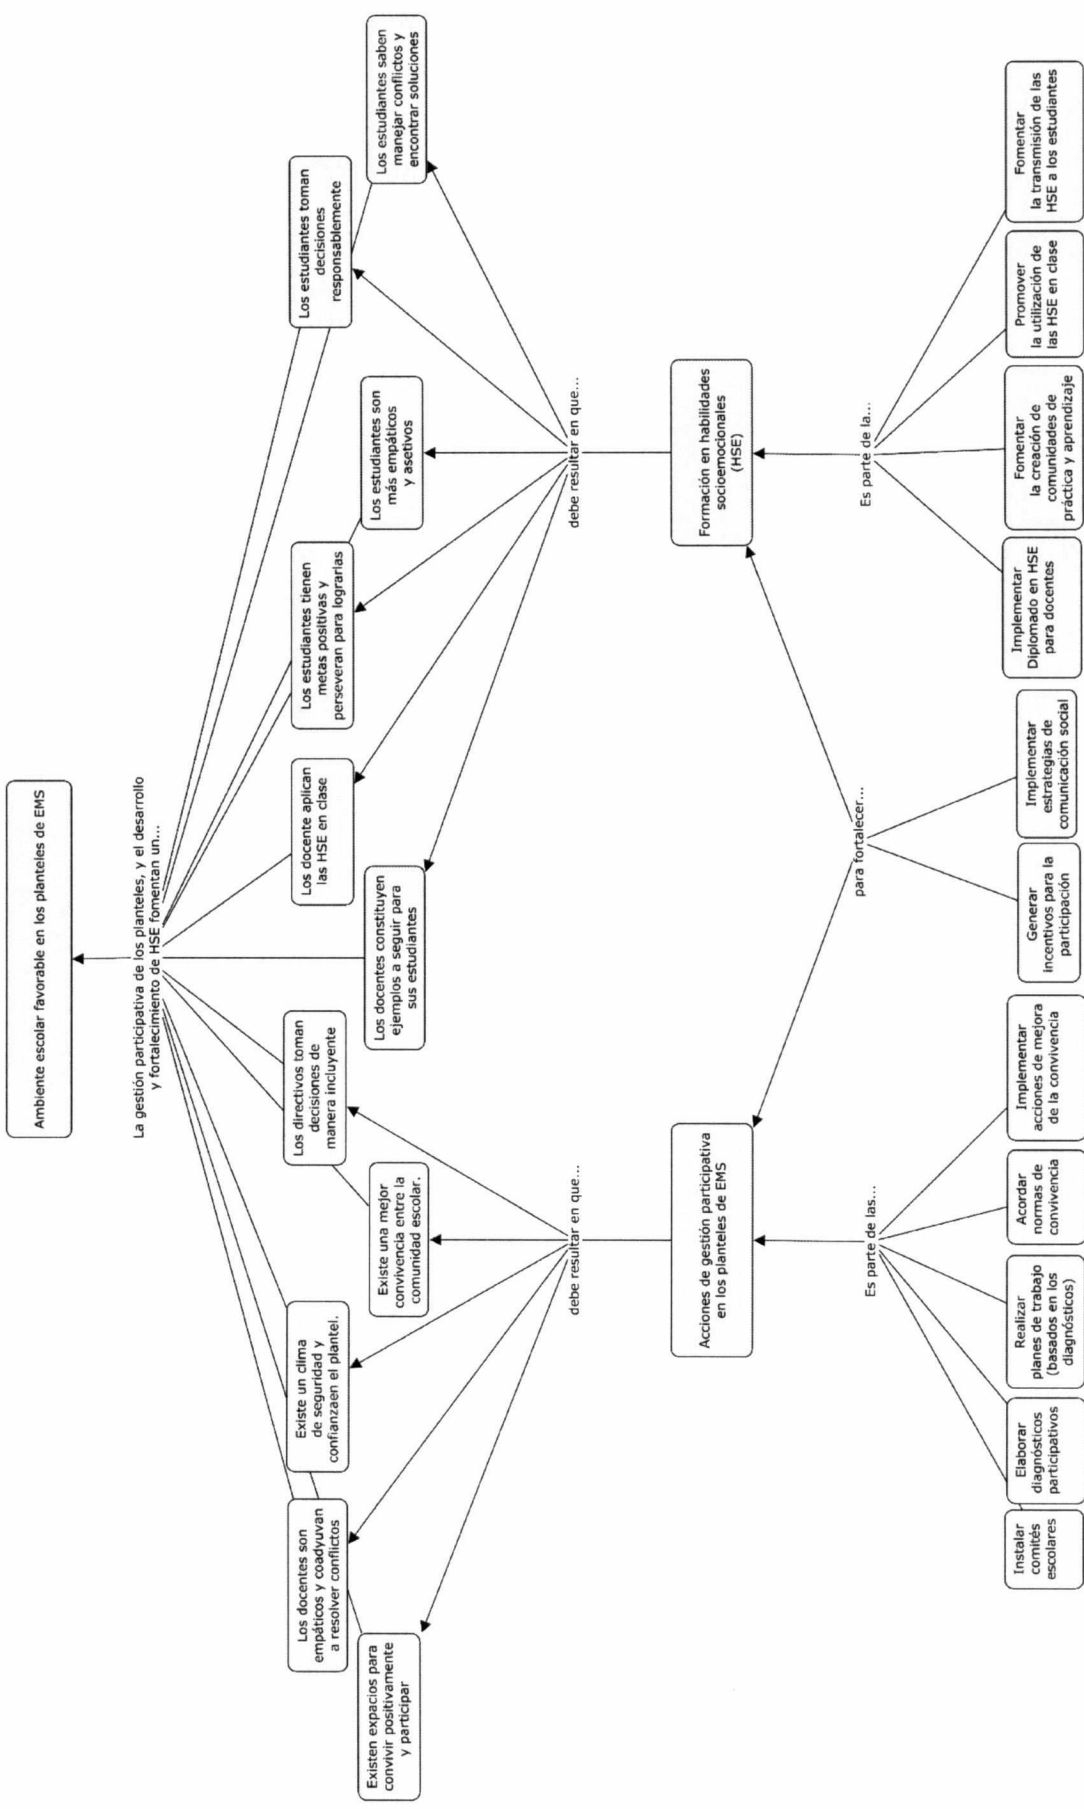 Ambiente escolar favorable en los planteles de EMS
La gestión participativa de los planteles, y el desarrollo
y fortalecimiento de HSE fomentan un...
Los docentes son
empáticos y coadyuvan
a resolver conflictos
Existe un clima
de seguridad y
confianzaen el plantel.
Los directivos toman
decisiones de
manera incluyente
Los docente aplican
las HSE en clase
Los estudiantes tienen
metas positivas y
perseveran para lograrlas
Los estudiantes toman
decisiones
responsablemente
Existen expacios para
convivir positivamente
y participar
Existe una mejor
convivencia entre la
comunidad escolar.
Los docentes constituyen
ejemplos a seguir para
sus estudiantes
Los estudiantes son
más empáticos
y asetivos
Los estudiantes saben
manejar conflictos y
encontrar soluciones
debe resultar en que...
debe resultar en que...
Acciones de gestión participativa
en los planteles de EMS
Formación en habilidades
socioemocionales
(HSE)
Es parte de las...
para fortalecer...
Es parte de la...
Instalar
comités
escolares
Elaborar
diagnósticos
participativos
Realizar
planes de trabajo
(basados en los
diagnósticos)
Acordar
normas de
convivencia
Implementar
acciones de mejora
de la convivencia
Generar
incentivos para la
participación
Implementar
estrategias de
comunicación social
Implementar
Diplomado en HSE
para docentes
Fomentar
la creación de
comunidades de
práctica y aprendizaje
Promover
la utilización de
las HSE en clase
Fomentar
la transmisión de las
HSE a los estudiantes